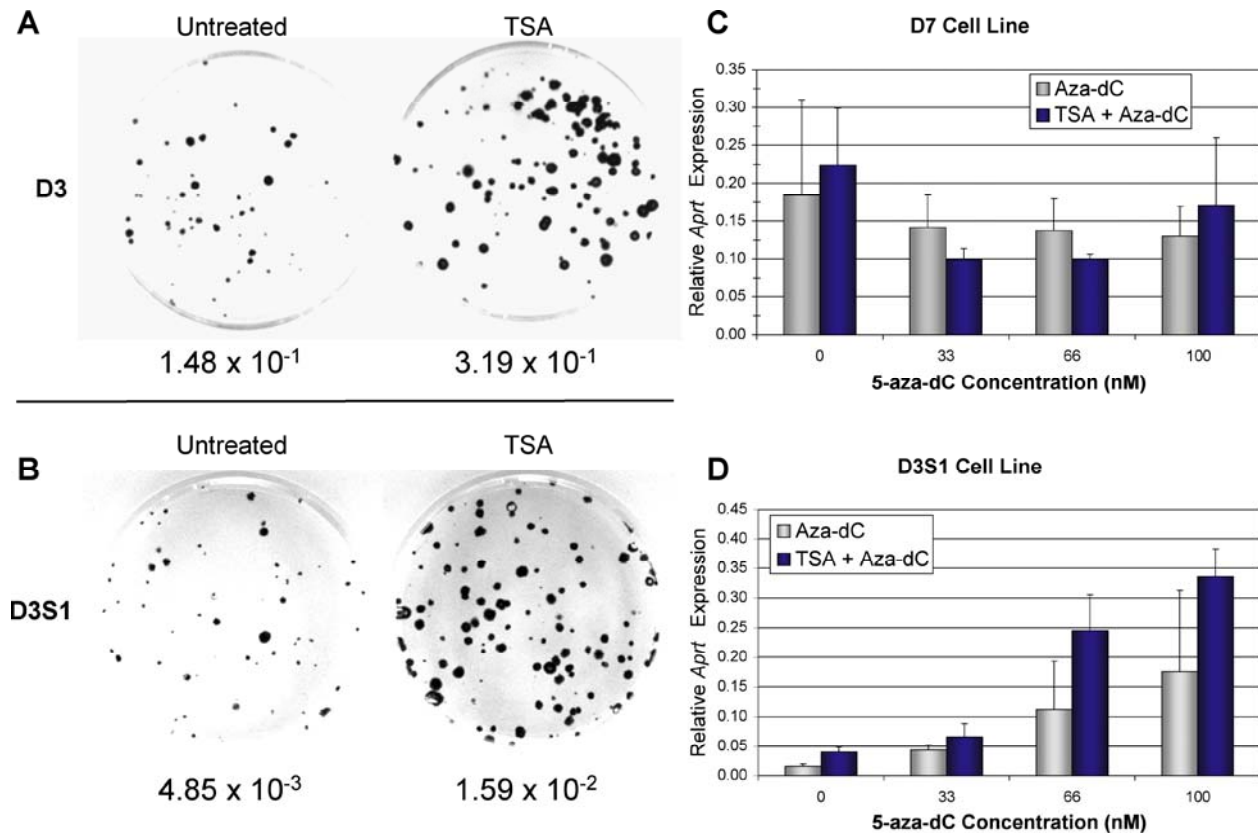 A
Untreated
TSA
D3
1.48 x 10-1
3.19 x 10-1
B
Untreated
TSA
D3S1
4.85 x 10-3
1.59 x 10-2
C
D7 Cell Line
Relative Aprt Expression
0.35
0.30
0.25
0.20
0.15
0.10
0.05
0.00
Aza-dC
TSA + Aza-dC
0 33 66 100
5-aza-dC Concentration (nM)
D
D3S1 Cell Line
Relative Aprt Expression
0.45
0.40
0.35
0.30
0.25
0.20
0.15
0.10
0.05
0.00
Aza-dC
TSA + Aza-dC
0 33 66 100
5-aza-dC Concentration (nM)